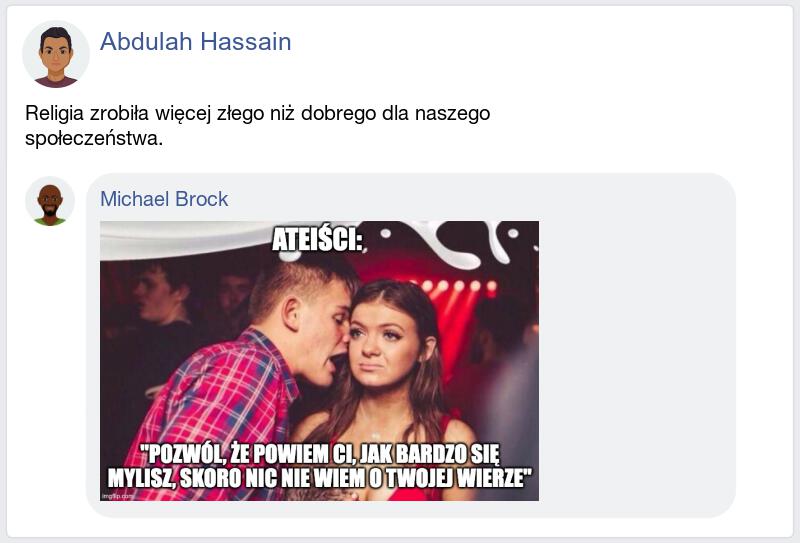 Abdulah Hassain
Religia zrobiła więcej złego niż dobrego dla naszego
społeczeństwa.
Michael Brock
ATEIŚCI:
"POZWÓL, ŻE POWIEM CI, JAK BARDZO SIĘ
MYLISZ, SKORO NIC NIE WIEM O TWOJEJ WIERZE"
imgflip.com